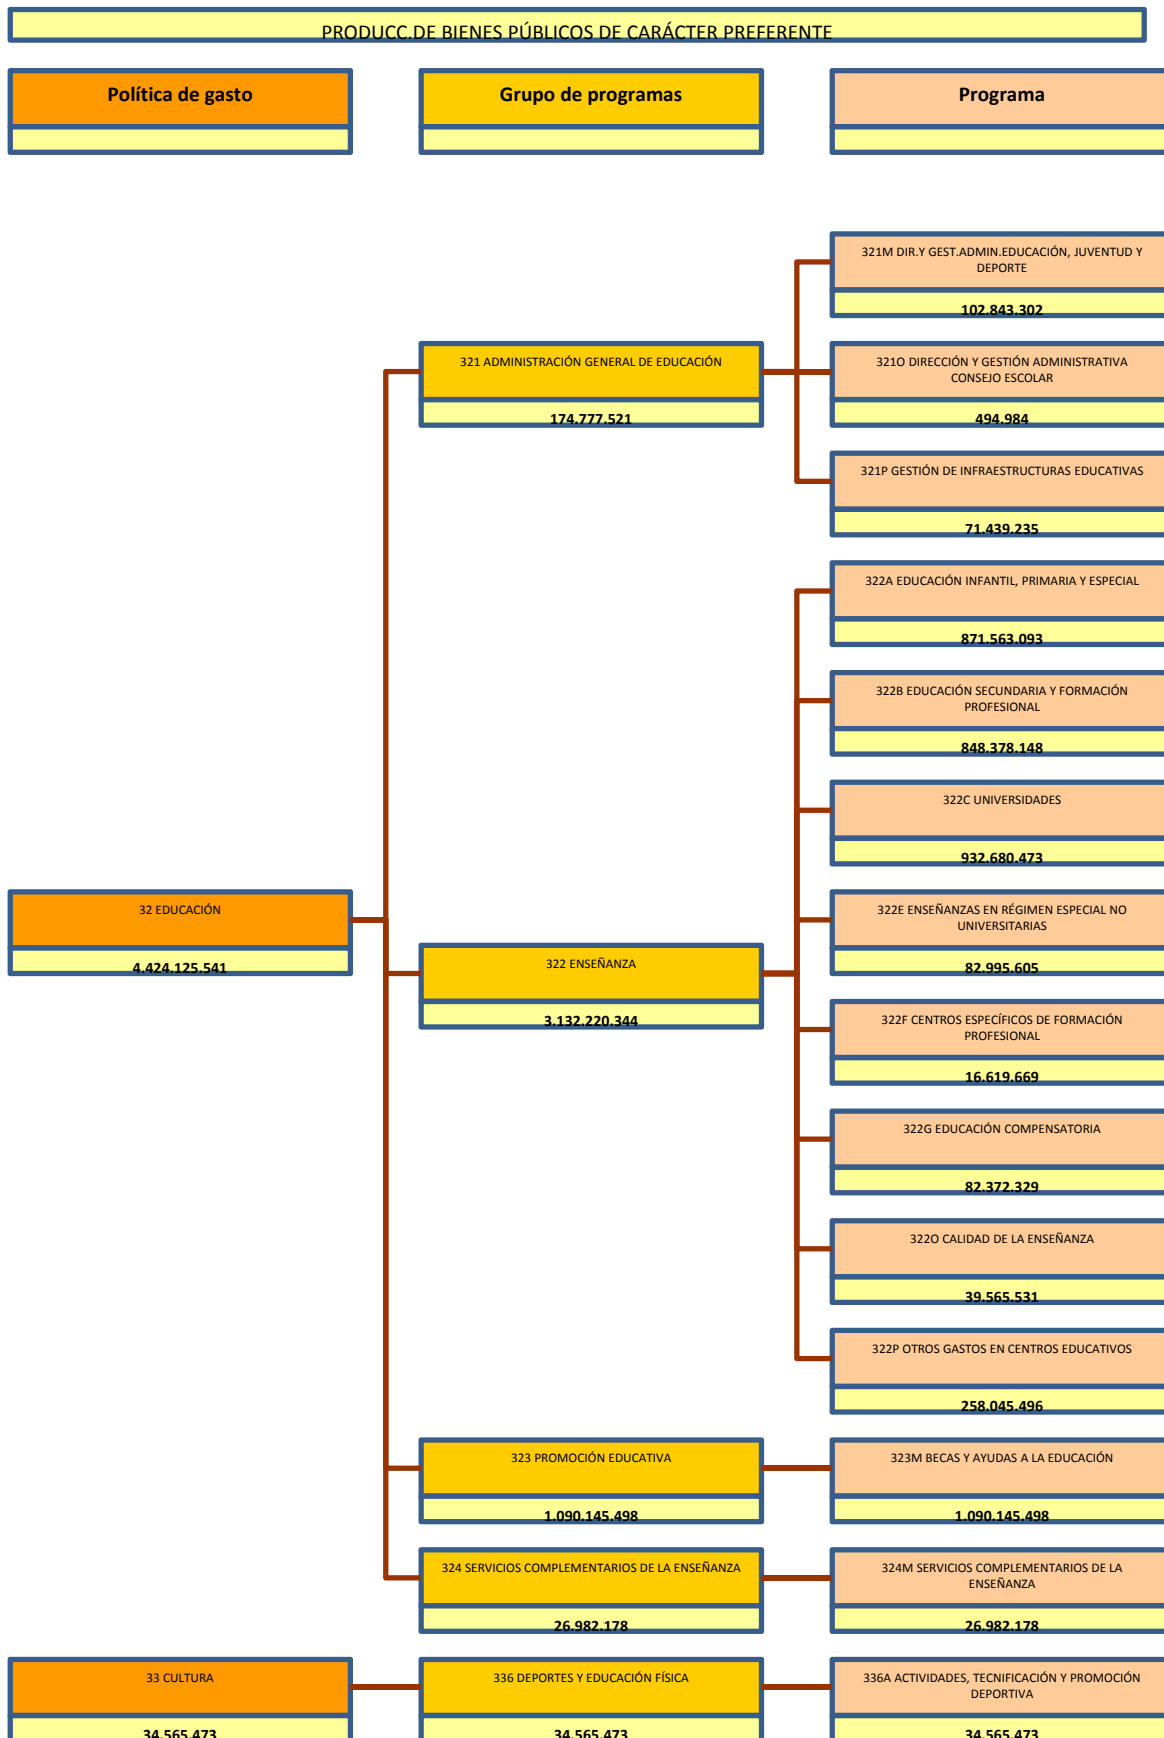 PRODUCC.DE BIENES PÚBLICOS DE CARÁCTER PREFERENTE
Política de gasto
Grupo de programas
Programa
321M DIR.Y GEST.ADMIN.EDUCACIÓN, JUVENTUD Y
DEPORTE
102.843.302
321 ADMINISTRACIÓN GENERAL DE EDUCACIÓN
174.777.521
321O DIRECCIÓN Y GESTIÓN ADMINISTRATIVA
CONSEJO ESCOLAR
494.984
321P GESTIÓN DE INFRAESTRUCTURAS EDUCATIVAS
71.439.235
322A EDUCACIÓN INFANTIL, PRIMARIA Y ESPECIAL
871.563.093
322B EDUCACIÓN SECUNDARIA Y FORMACIÓN
PROFESIONAL
848.378.148
322C UNIVERSIDADES
932.680.473
32 EDUCACIÓN
4.424.125.541
322 ENSEÑANZA
3.132.220.344
322E ENSEÑANZAS EN RÉGIMEN ESPECIAL NO
UNIVERSITARIAS
82.995.605
322F CENTROS ESPECÍFICOS DE FORMACIÓN
PROFESIONAL
16.619.669
322G EDUCACIÓN COMPENSATORIA
82.372.329
322O CALIDAD DE LA ENSEÑANZA
39.565.531
322P OTROS GASTOS EN CENTROS EDUCATIVOS
258.045.496
323 PROMOCIÓN EDUCATIVA
1.090.145.498
323M BECAS Y AYUDAS A LA EDUCACIÓN
1.090.145.498
324 SERVICIOS COMPLEMENTARIOS DE LA ENSEÑANZA
26.982.178
324M SERVICIOS COMPLEMENTARIOS DE LA
ENSEÑANZA
26.982.178
33 CULTURA
34.565.473
336 DEPORTES Y EDUCACIÓN FÍSICA
34.565.473
336A ACTIVIDADES, TECNIFICACIÓN Y PROMOCIÓN
DEPORTIVA
34.565.473